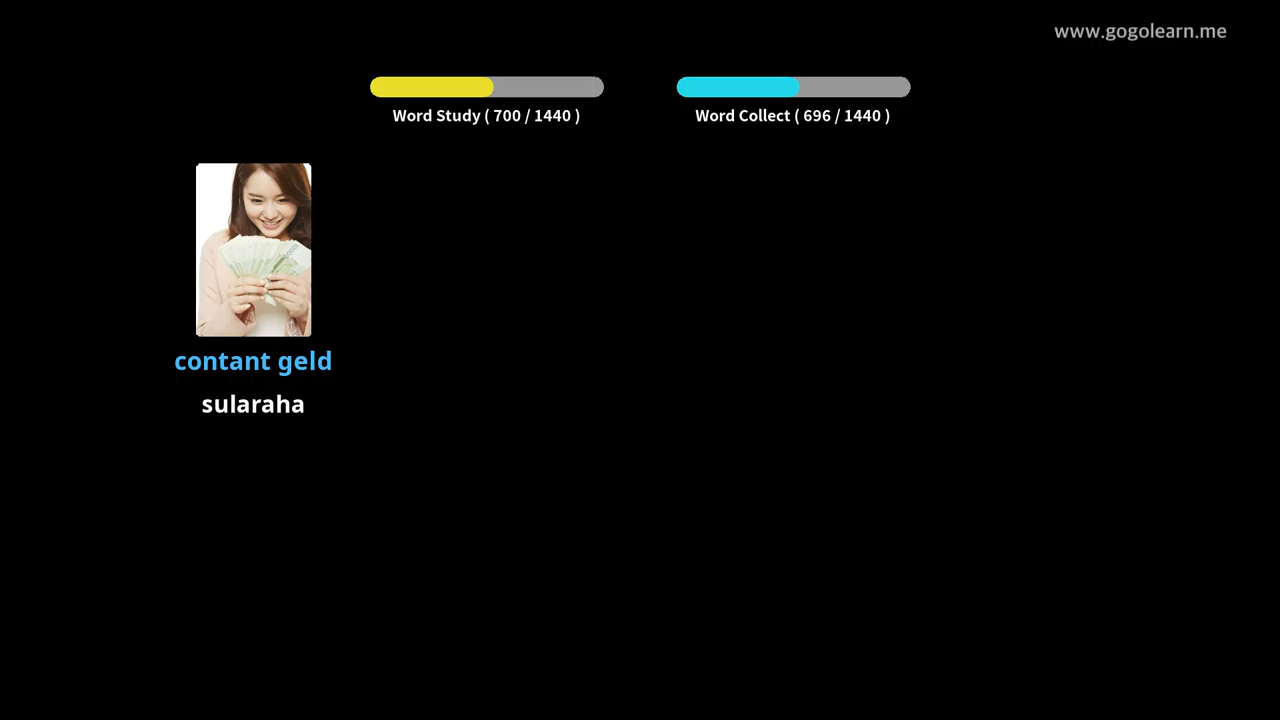 www.gogolearn.me
Word Study ( 700 / 1440 )
Word Collect ( 696 / 1440 )
contant geld
sularaha